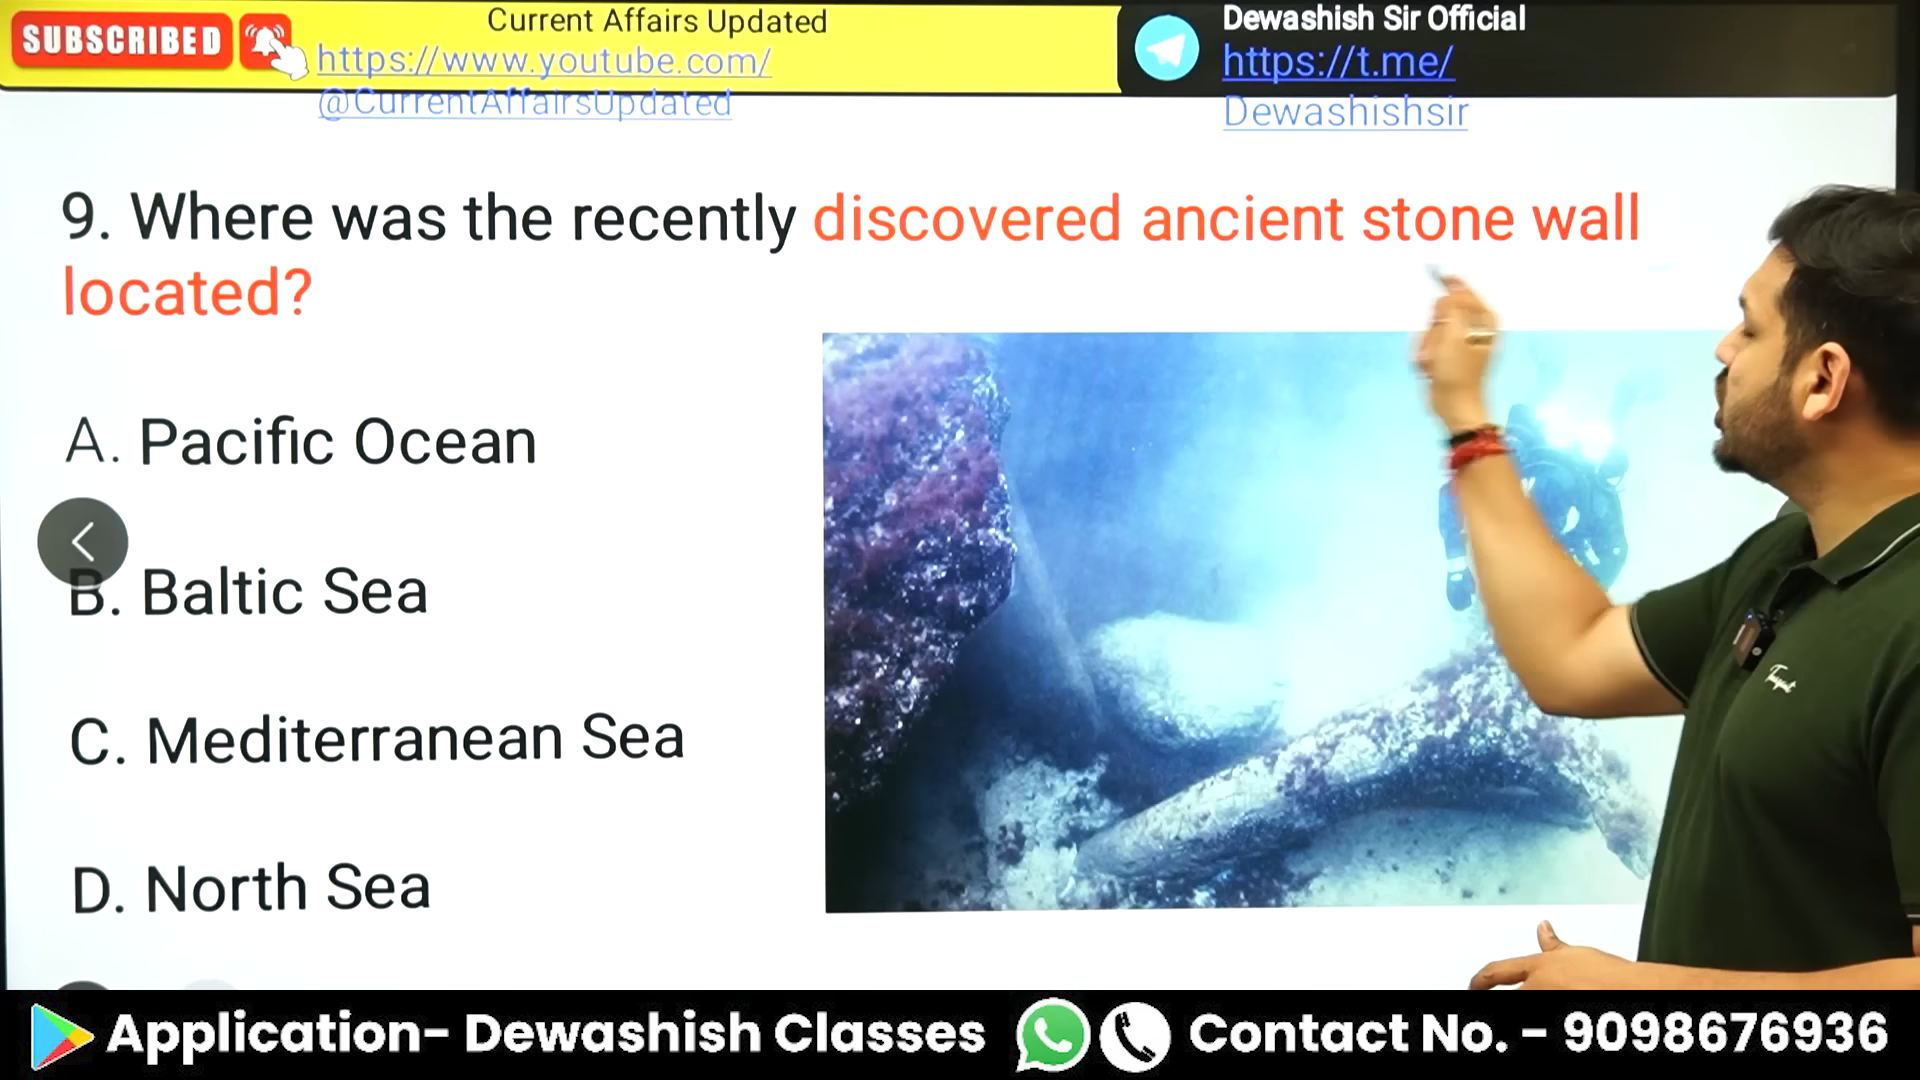 SUBSCRIBED
Current Affairs Updated
https://www.youtube.com/
@CurrentAffairsUpdated
Dewashish Sir Official
https://t.me/
Dewashishsir
9. Where was the recently discovered ancient stone wall
located?
A. Pacific Ocean
B. Baltic Sea
C. Mediterranean Sea
D. North Sea
Application- Dewashish Classes
Contact No. - 9098676936